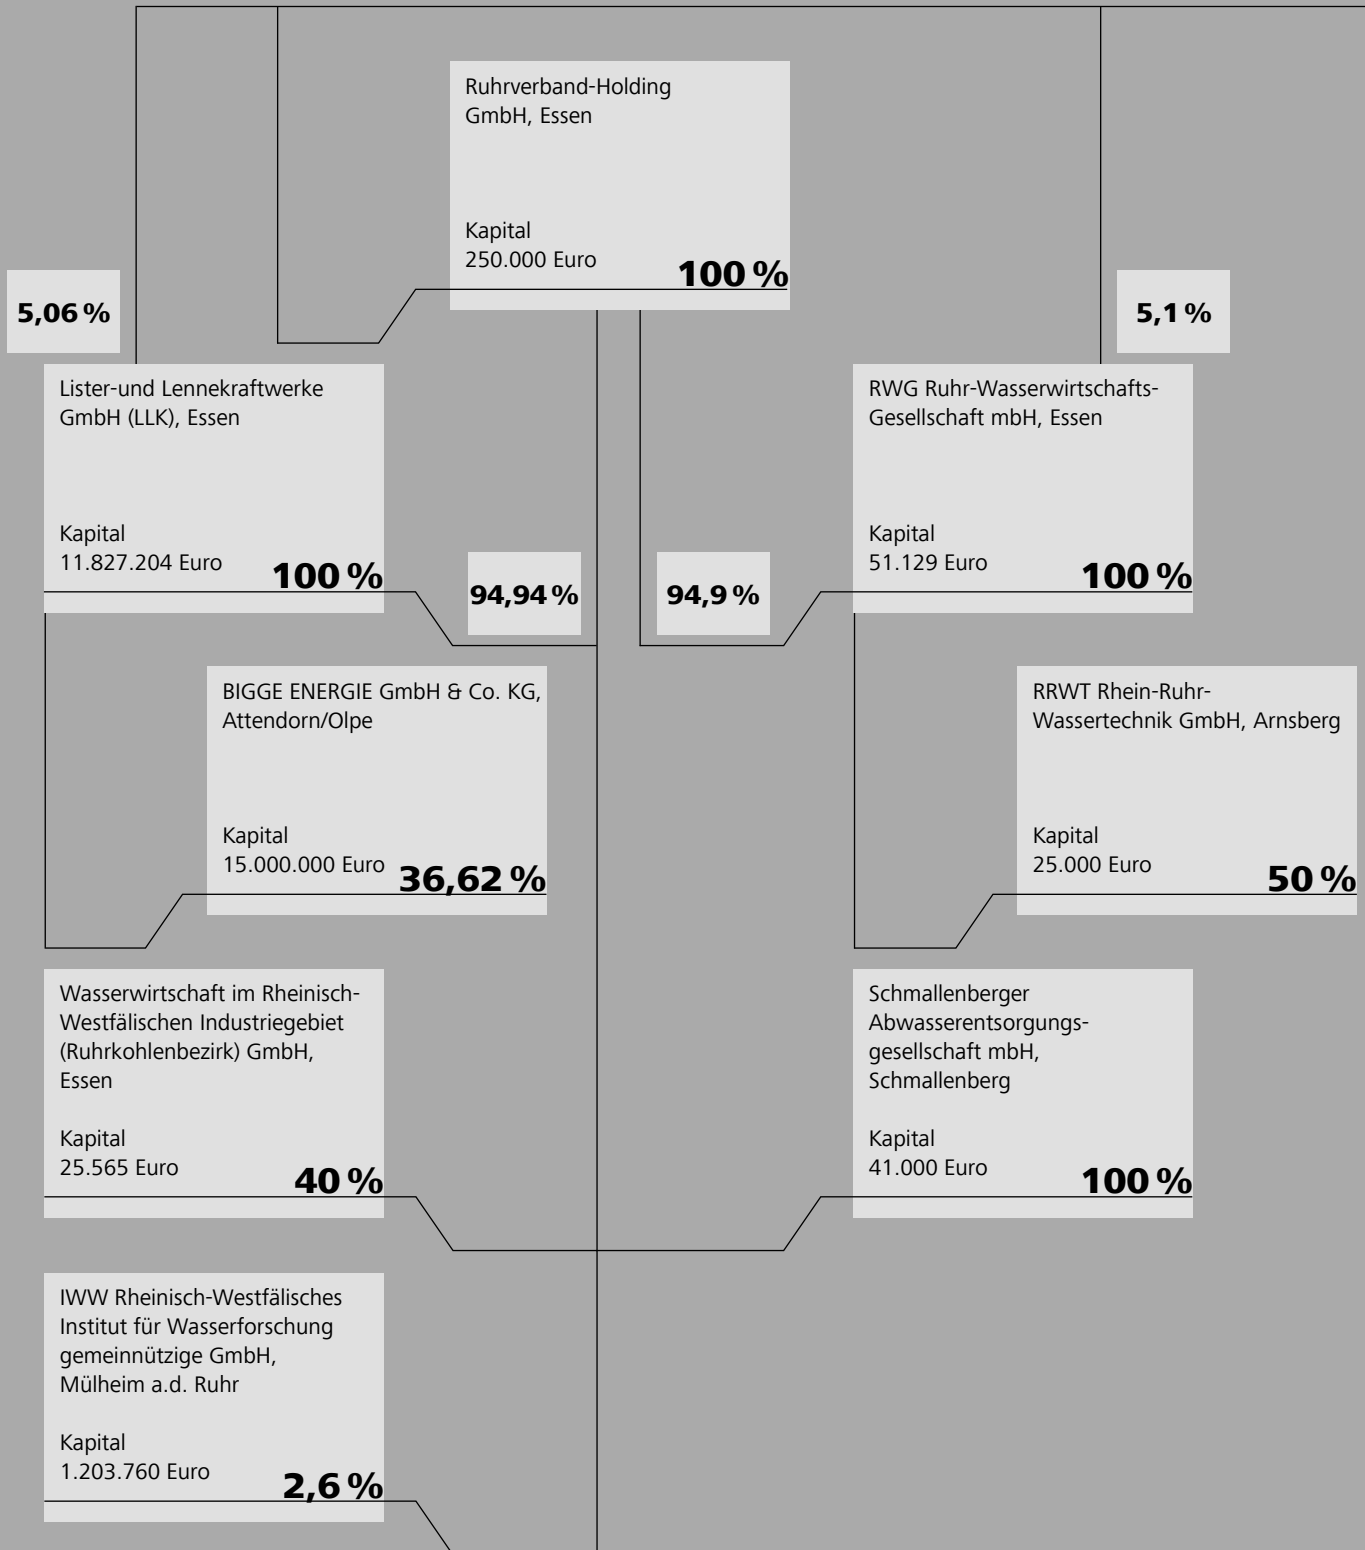 Ruhrverband-Holding
GmbH, Essen
Kapital
250.000 Euro
100 %
5,06 %
5,1 %
Lister-und Lennekraftwerke
GmbH (LLK), Essen
Kapital
11.827.204 Euro
100 %
94,94 %
94,9 %
RWG Ruhr-Wasserwirtschafts-
Gesellschaft mbH, Essen
Kapital
51.129 Euro
100 %
BIGGE ENERGIE GmbH & Co. KG,
Attendorn/Olpe
Kapital
15.000.000 Euro
36,62 %
RRWT Rhein-Ruhr-
Wassertechnik GmbH, Arnsberg
Kapital
25.000 Euro
50 %
Wasserwirtschaft im Rheinisch-
Westfälischen Industriegebiet
(Ruhrkohlenbezirk) GmbH,
Essen
Kapital
25.565 Euro
40 %
Schmallenberger
Abwasserentsorgungs-
gesellschaft mbH,
Schmallenberg
Kapital
41.000 Euro
100 %
IWW Rheinisch-Westfälisches
Institut für Wasserforschung
gemeinnützige GmbH,
Mülheim a.d. Ruhr
Kapital
1.203.760 Euro
2,6 %